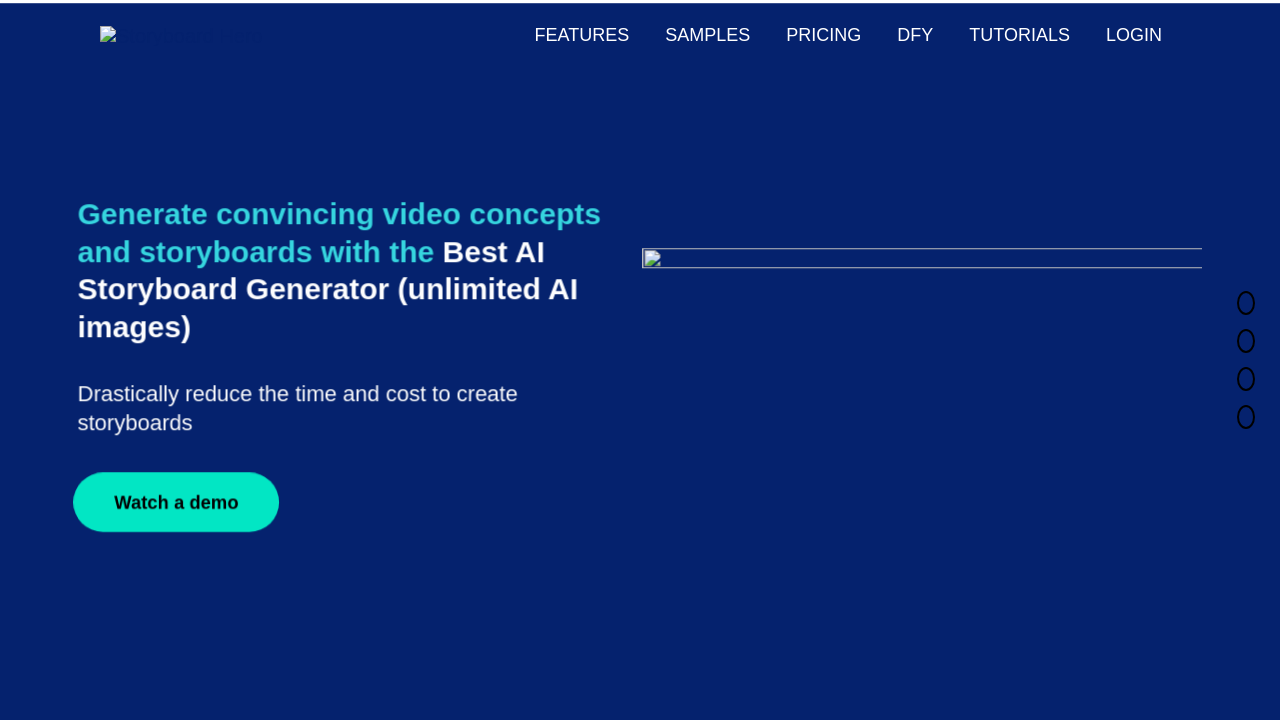 FEATURES SAMPLES PRICING DFY TUTORIALS LOGIN
Generate convincing video concepts
and storyboards with the Best AI
Storyboard Generator (unlimited AI
images)
Drastically reduce the time and cost to create
storyboards
Watch a demo